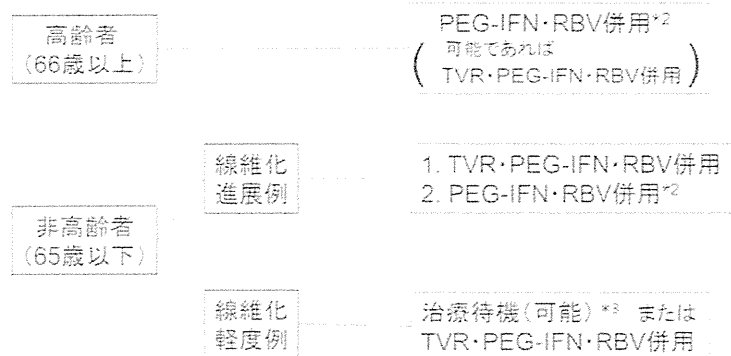 高齢者
(66歳以上)
PEG-IFN・RBV併用*2
(可能であれば
TVR・PEG-IFN・RBV併用)
線維化
進展例
1. TVR・PEG-IFN・RBV併用
2. PEG-IFN・RBV併用*2
非高齢者
(65歳以下)
線維化
軽度例
治療待機(可能)*3 または
TVR・PEG-IFN・RBV併用